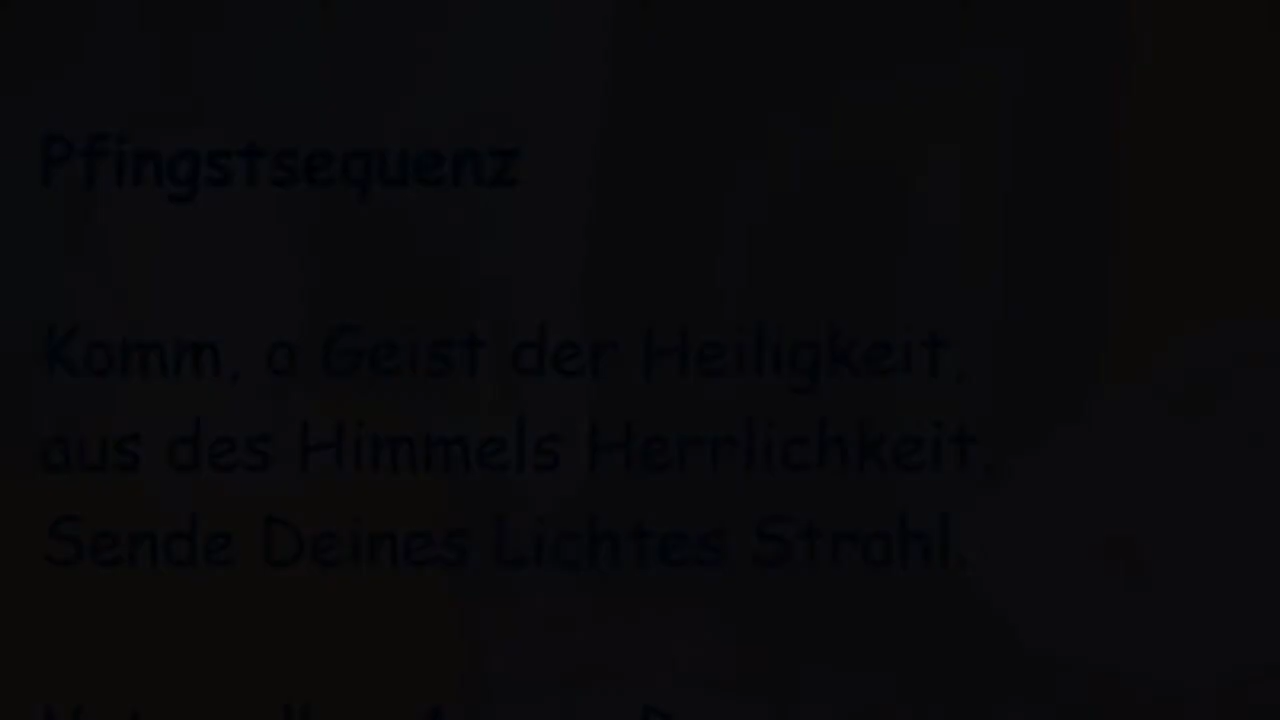 Pfingstsequenz
Komm, o Geist der Heiligkeit,
aus des Himmels Herrlichkeit,
Sende Deines Lichtes Strahl.